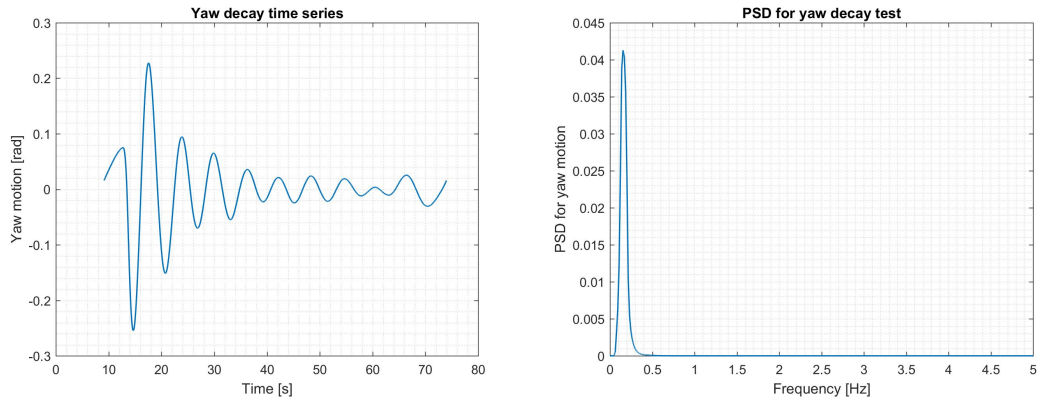 Yaw decay time series
0.3
0.2
0.1
0
-0.1
-0.2
-0.3
Yaw motion [rad]
0 10 20 30 40 50 60 70 80
Time [s]
PSD for yaw decay test
0.045
0.04
0.035
0.03
0.025
0.02
0.015
0.01
0.005
0
PSD for yaw motion
0 0.5 1 1.5 2 2.5 3 3.5 4 4.5 5
Frequency [Hz]